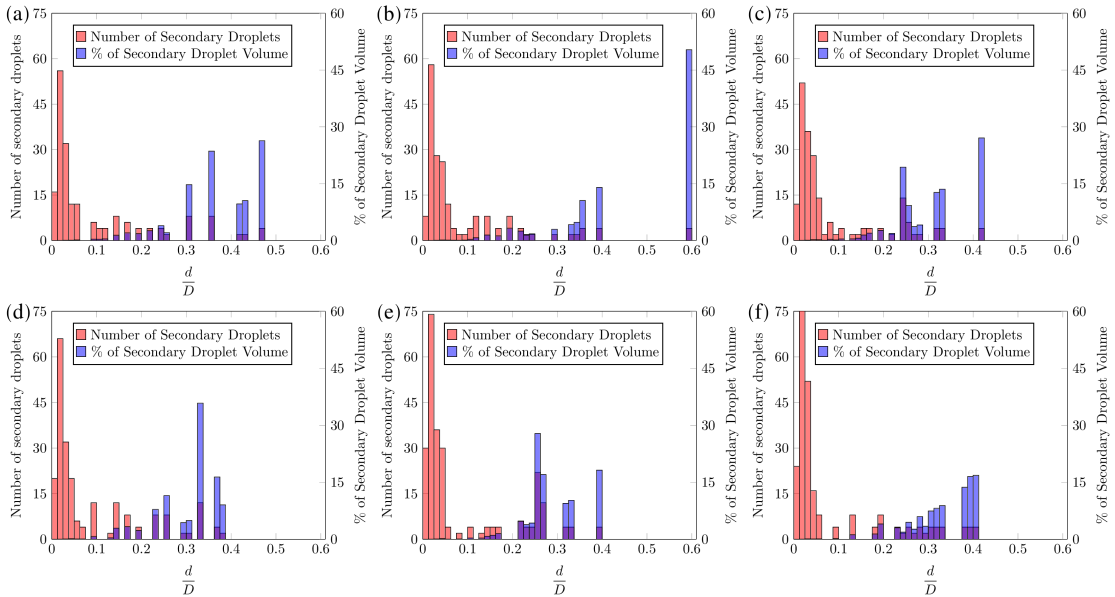 (a)
Number of secondary droplets
75
60
45
30
15
0
Number of Secondary Droplets
% of Secondary Droplet Volume
60
45
30
15
0
% of Secondary Droplet Volume
0 0.1 0.2 0.3 0.4 0.5 0.6
d
D
(b)
Number of secondary droplets
75
60
45
30
15
0
Number of Secondary Droplets
% of Secondary Droplet Volume
60
45
30
15
0
% of Secondary Droplet Volume
0 0.1 0.2 0.3 0.4 0.5 0.6
d
D
(c)
Number of secondary droplets
75
60
45
30
15
0
Number of Secondary Droplets
% of Secondary Droplet Volume
60
45
30
15
0
% of Secondary Droplet Volume
0 0.1 0.2 0.3 0.4 0.5 0.6
d
D
(d)
Number of secondary droplets
75
60
45
30
15
0
Number of Secondary Droplets
% of Secondary Droplet Volume
60
45
30
15
0
% of Secondary Droplet Volume
0 0.1 0.2 0.3 0.4 0.5 0.6
d
D
(e)
Number of secondary droplets
75
60
45
30
15
0
Number of Secondary Droplets
% of Secondary Droplet Volume
60
45
30
15
0
% of Secondary Droplet Volume
0 0.1 0.2 0.3 0.4 0.5 0.6
d
D
(f)
Number of secondary droplets
75
60
45
30
15
0
Number of Secondary Droplets
% of Secondary Droplet Volume
60
45
30
15
0
% of Secondary Droplet Volume
0 0.1 0.2 0.3 0.4 0.5 0.6
d
D